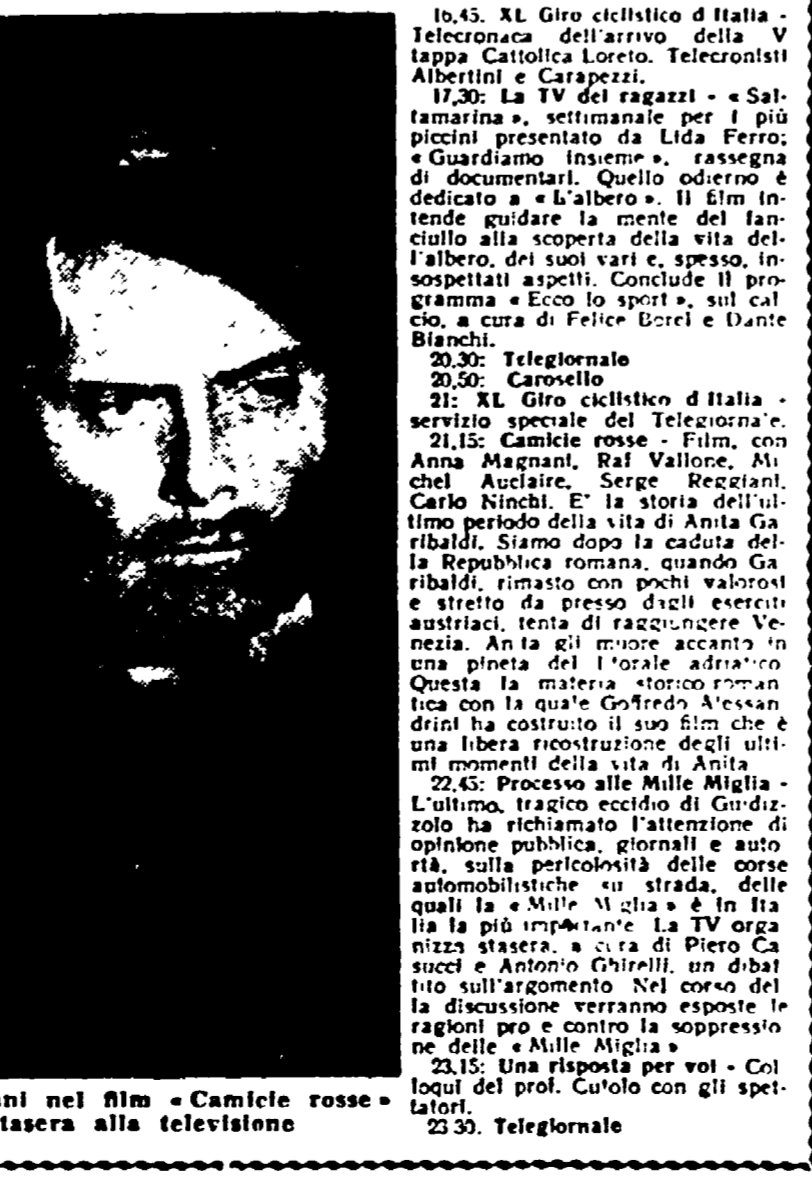 16,45. XL Giro ciclistico d Italia -
Telecronaca dell'arrivo della V
tappa Cattolica Loreto. Telecronisti
Albertini e Carapezzi.
17,30: La TV dei ragazzi - « Sal-
tamarina », settimanale per i più
piccini presentato da Lida Ferro;
« Guardiamo insieme », rassegna
di documentari. Quello odierno è
dedicato a « L'albero ». Il film in-
tende guidare la mente del fan-
ciullo alla scoperta della vita del-
l'albero, dei suoi vari e, spesso, in-
sospettati aspetti. Conclude il pro-
gramma « Ecco lo sport », sul cal
cio, a cura di Felice Borel e Dante
Bianchi.
20,30: Telegiornale
20,50: Carosello
21: XL Giro ciclistico d Italia -
servizio speciale del Telegiornale.
21,15: Camicie rosse - Film, con
Anna Magnani, Raf Vallone, Mi
chel Auclaire, Serge Reggiani,
Carlo Ninchi. E' la storia dell'ul-
timo periodo della vita di Anita Ga
ribaldi. Siamo dopo la caduta del-
la Repubblica romana, quando Ga
ribaldi, rimasto con pochi valorosi
e stretto da presso dagli eserciti
austriaci, tenta di raggiungere Ve-
nezia. Anita gli muore accanto in
una pineta del litorale adriatico
Questa la materia storico roman
tica con la quale Goffredo Alessan
drini ha costruito il suo film che è
una libera ricostruzione degli ulti-
mi momenti della vita di Anita
22,45: Processo alle Mille Miglia -
L'ultimo, tragico eccidio di Guidiz-
zolo ha richiamato l'attenzione di
opinione pubblica, giornali e auto
rtà, sulla pericolosità delle corse
automobilistiche su strada, delle
quali la « Mille Miglia » è in Ita
lia la più importante La TV orga
nizza stasera, a cura di Piero Ca
succi e Antonio Ghirelli, un dibat
tito sull'argomento Nel corso del
la discussione verranno esposte le
ragioni pro e contro la soppressio
ne delle « Mille Miglia »
23,15: Una risposta per voi - Col
loqui del prof. Cutolo con gli spet-
tatori.
23 30. Telegiornale
ni nel film « Camicie rosse »
tasera alla televisione